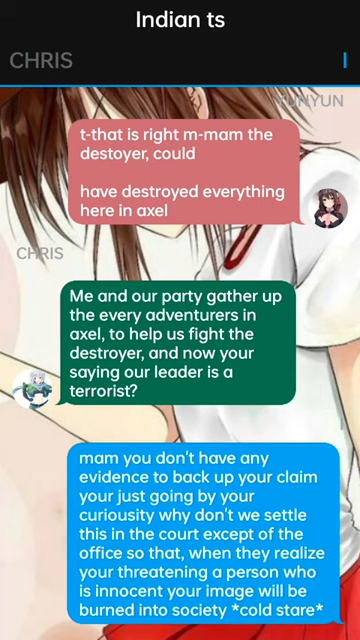 Indian ts
CHRIS
YUNYUN
t-that is right m-mam the
destoyer, could
have destroyed everything
here in axel
CHRIS
Me and our party gather up
the every adventurers in
axel, to help us fight the
destroyer, and now your
saying our leader is a
terrorist?
mam you don't have any
evidence to back up your claim
your just going by your
curiousity why don't we settle
this in the court except of the
office so that, when they realize
your threatening a person who
is innocent your image will be
burned into society *cold stare*